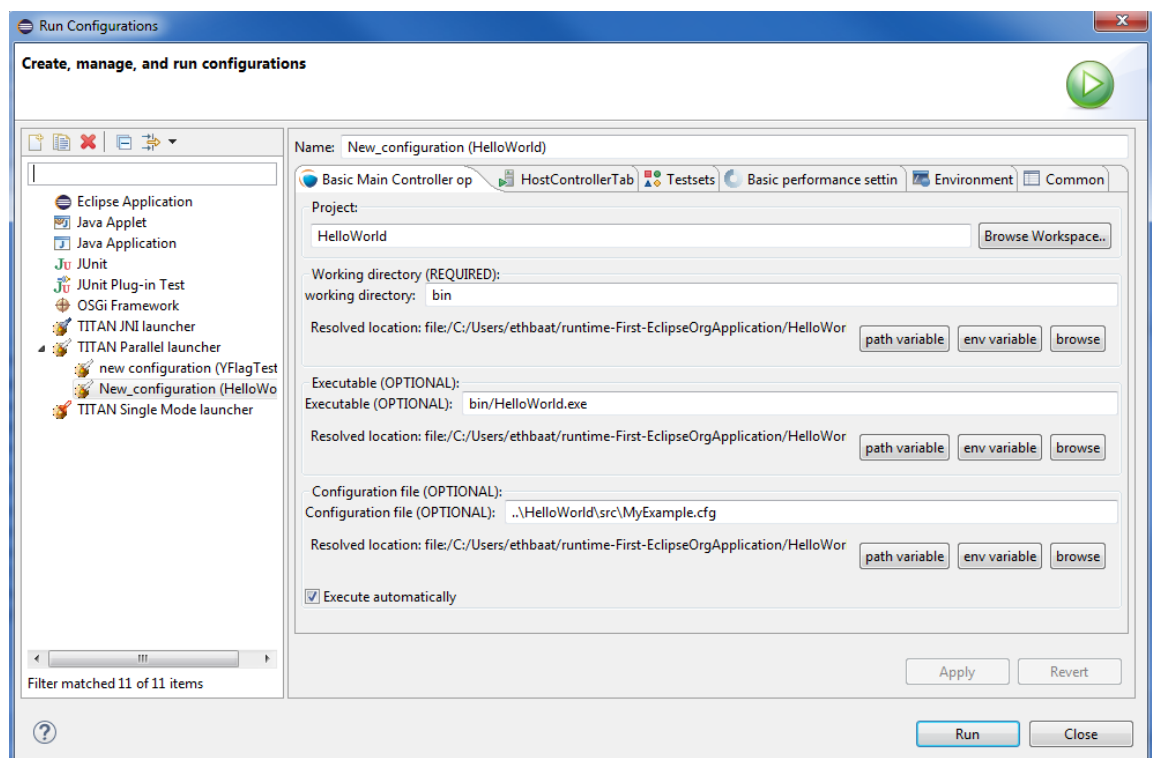 Run Configurations
Create, manage, and run configurations
Eclipse Application
Java Applet
Java Application
JUnit
JUnit Plug-in Test
OSGi Framework
TITAN JNI launcher
TITAN Parallel launcher
new configuration (YFlagTest
New_configuration (HelloWo
TITAN Single Mode launcher
Filter matched 11 of 11 items
Name: New_configuration (HelloWorld)
Basic Main Controller op HostControllerTab Testsets Basic performance settin Environment Common
Project:
HelloWorld Browse Workspace..
Working directory (REQUIRED):
working directory: bin
Resolved location: file:/C:/Users/ethbaat/runtime-First-EclipseOrgApplication/HelloWor path variable env variable browse
Executable (OPTIONAL):
Executable (OPTIONAL): bin/HelloWorld.exe
Resolved location: file:/C:/Users/ethbaat/runtime-First-EclipseOrgApplication/HelloWor path variable env variable browse
Configuration file (OPTIONAL):
Configuration file (OPTIONAL): ..\HelloWorld\src\MyExample.cfg
Resolved location: file:/C:/Users/ethbaat/runtime-First-EclipseOrgApplication/HelloWor path variable env variable browse
Execute automatically
Apply Revert
Run Close